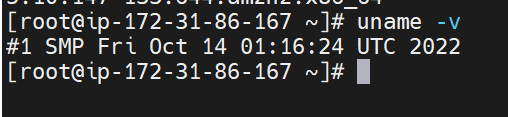 [root@ip-172-31-86-167 ~]# uname -v
#1 SMP Fri Oct 14 01:16:24 UTC 2022
[root@ip-172-31-86-167 ~]#